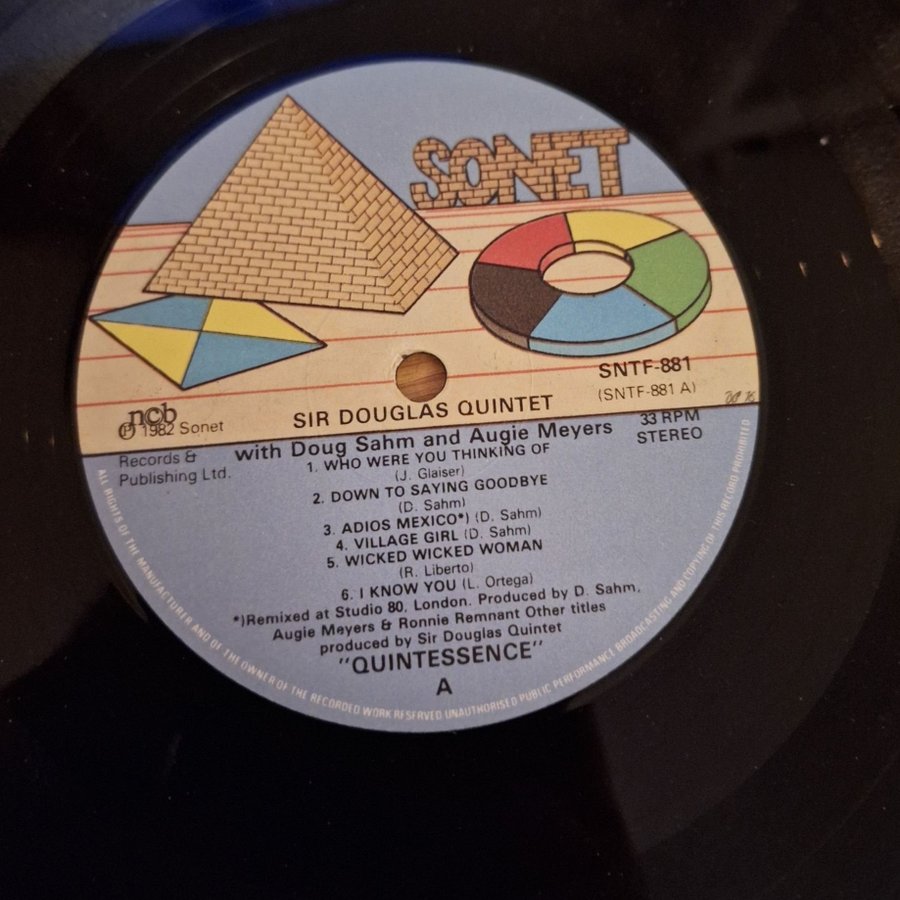 SONET
SNTF-881
(SNTF-881 A)
ncb
SIR DOUGLAS QUINTET
℗ 1982 Sonet
Records &
Publishing Ltd.
with Doug Sahm and Augie Meyers
33 RPM
STEREO
1. WHO WERE YOU THINKING OF
(J. Glaiser)
2. DOWN TO SAYING GOODBYE
(D. Sahm)
3. ADIOS MEXICO*) (D. Sahm)
4. VILLAGE GIRL (D. Sahm)
5. WICKED WICKED WOMAN
(R. Liberto)
6. I KNOW YOU (L. Ortega)
*)Remixed at Studio 80, London. Produced by D. Sahm,
Augie Meyers & Ronnie Remnant Other titles
produced by Sir Douglas Quintet
"QUINTESSENCE"
A
ALL RIGHTS OF THE MANUFACTURER AND OF THE OWNER OF THE RECORDED WORK RESERVED UNAUTHORISED PUBLIC PERFORMANCE BROADCASTING AND COPYING OF THIS RECORD PROHIBITED